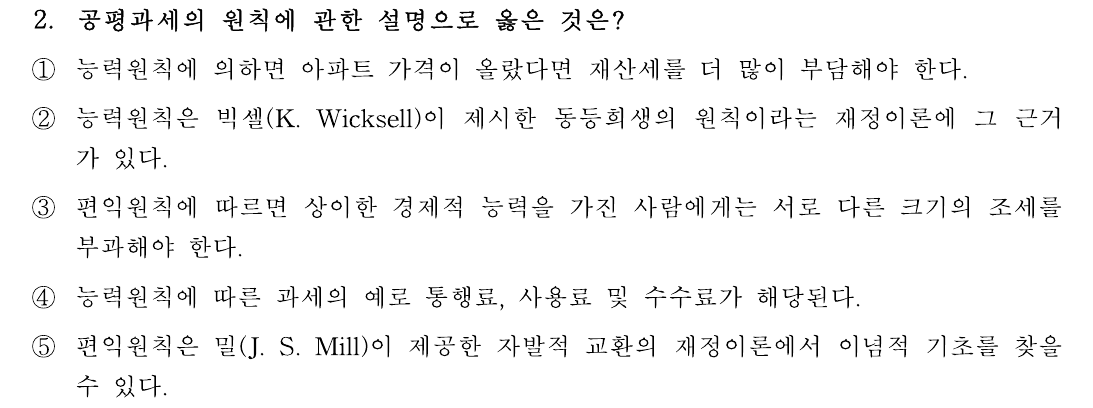 2. 공평과세의 원칙에 관한 설명으로 옳은 것은?
① 능력원칙에 의하면 아파트 가격이 올랐다면 재산세를 더 많이 부담해야 한다.
② 능력원칙은 빅셀(K. Wicksell)이 제시한 동등희생의 원칙이라는 재정이론에 그 근거
가 있다.
③ 편익원칙에 따르면 상이한 경제적 능력을 가진 사람에게는 서로 다른 크기의 조세를
부과해야 한다.
④ 능력원칙에 따른 과세의 예로 통행료, 사용료 및 수수료가 해당된다.
⑤ 편익원칙은 밀(J. S. Mill)이 제공한 자발적 교환의 재정이론에서 이념적 기초를 찾을
수 있다.